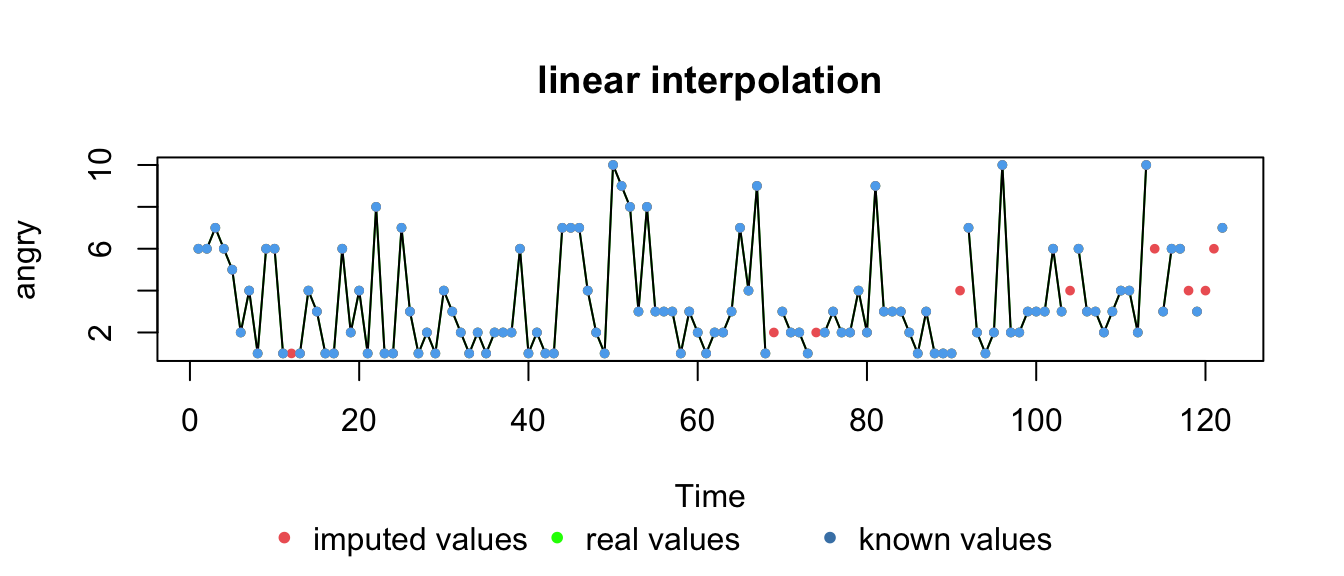 linear interpolation
angry
10
6
2
0 20 40 60 80 100 120
Time
imputed values real values known values